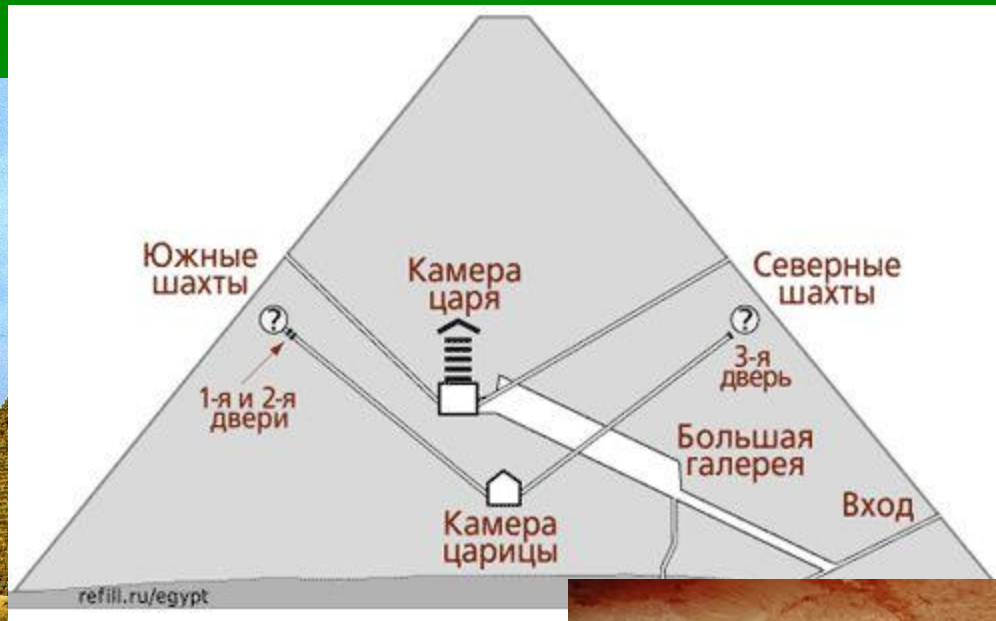 Южные
шахты
Камера
царя
Северные
шахты
?
?
1-я и 2-я
двери
3-я
дверь
Большая
галерея
Вход
Камера
царицы
refill.ru/egypt